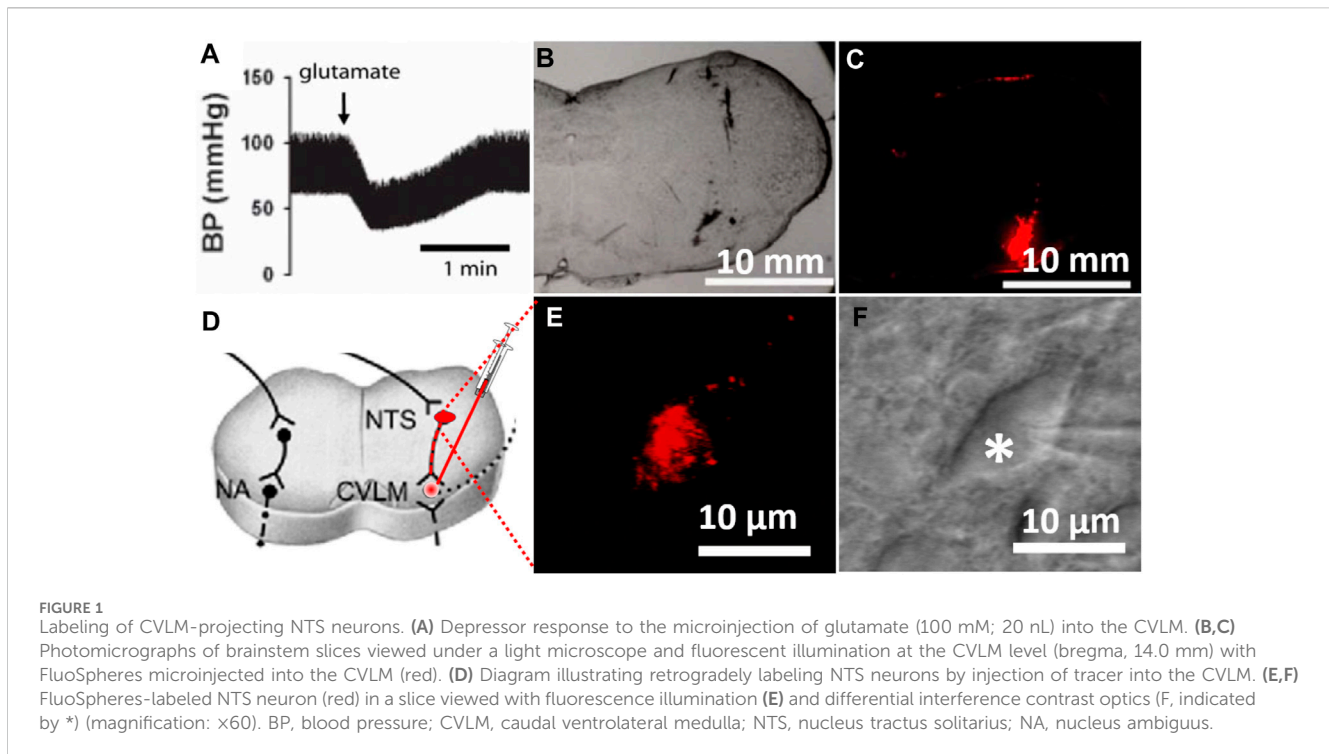 A
glutamate
150
100
50
0
BP (mmHg)
1 min
B
10 mm
C
10 mm
D
NTS
NA
CVLM
E
10 µm
F
*
10 µm
FIGURE 1
Labeling of CVLM-projecting NTS neurons. (A) Depressor response to the microinjection of glutamate (100 mM; 20 nL) into the CVLM. (B,C)
Photomicrographs of brainstem slices viewed under a light microscope and fluorescent illumination at the CVLM level (bregma, 14.0 mm) with
FluoSpheres microinjected into the CVLM (red). (D) Diagram illustrating retrogradely labeling NTS neurons by injection of tracer into the CVLM. (E,F)
FluoSpheres-labeled NTS neuron (red) in a slice viewed with fluorescence illumination (E) and differential interference contrast optics (F, indicated
by *) (magnification: ×60). BP, blood pressure; CVLM, caudal ventrolateral medulla; NTS, nucleus tractus solitarius; NA, nucleus ambiguus.